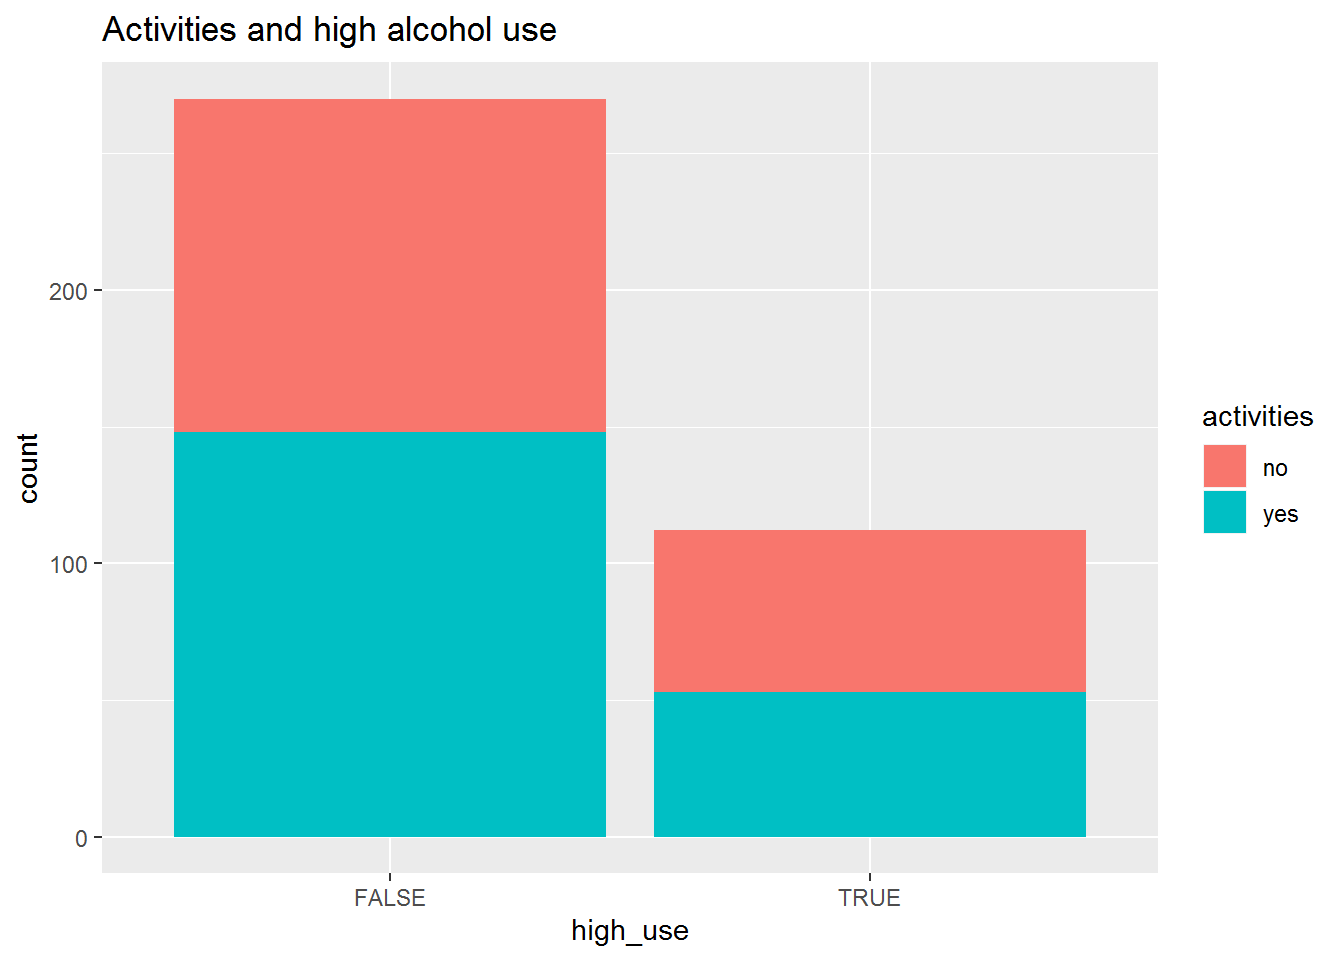 Activities and high alcohol use
count
200
100
0
FALSE
TRUE
high_use
activities
no
yes